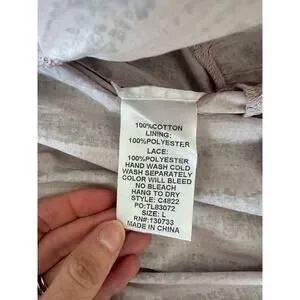 100%COTTON
LINING:
100%POLYESTER
LACE:
100%POLYESTER
HAND WASH COLD
WASH SEPARATELY
COLOR WILL BLEED
NO BLEACH
HANG TO DRY
STYLE: C4822
PO:TL83072
SIZE: L
RN#:130733
MADE IN CHINA